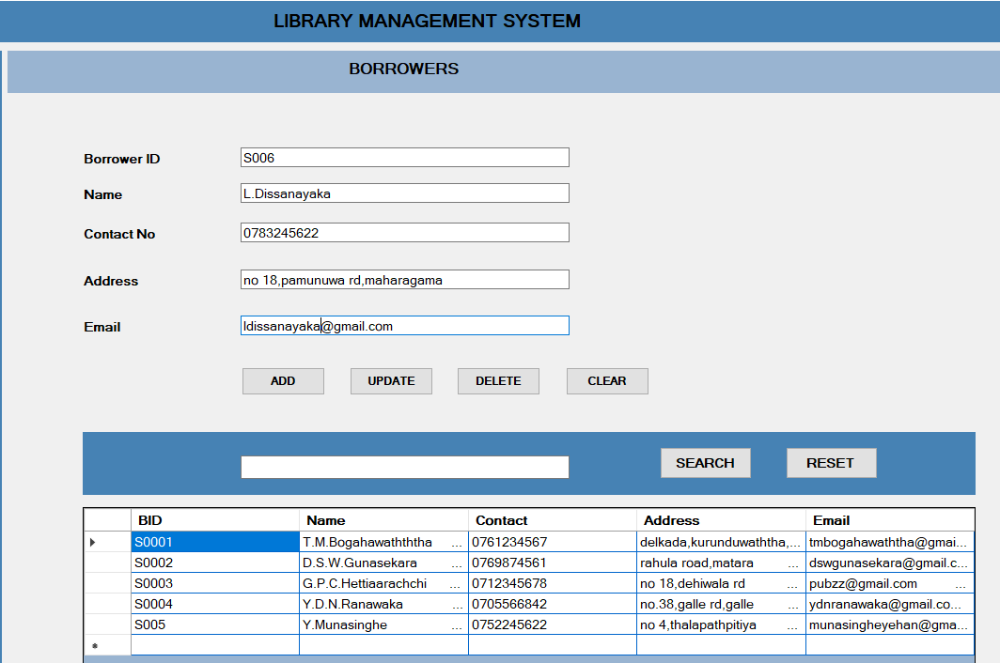 LIBRARY MANAGEMENT SYSTEM
BORROWERS
Borrower ID S006
Name L.Dissanayaka
Contact No 0783245622
Address no 18,pamunuwa rd,maharagama
Email ldissanayaka@gmail.com
ADD UPDATE DELETE CLEAR
SEARCH RESET
BID Name Contact Address Email
S0001 T.M.Bogahawathththa ... 0761234567 delkada,kurunduwaththa,... tmbogahawaththa@gmai...
S0002 D.S.W.Gunasekara ... 0769874561 rahula road,matara ... dswgunasekara@gmail.c...
S0003 G.P.C.Hettiaarachchi ... 0712345678 no 18,dehiwala rd ... pubzz@gmail.com ...
S0004 Y.D.N.Ranawaka ... 0705566842 no.38,galle rd,galle ... ydnranawaka@gmail.co...
S005 Y.Munasinghe ... 0752245622 no 4,thalapathpitiya ... munasingheyehan@gma...